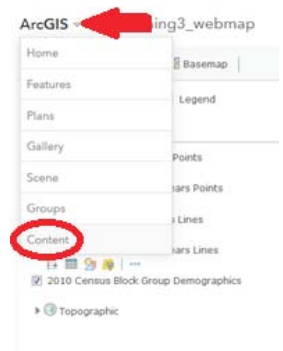 ArcGIS ing3_webmap
Home
Basemap
Features
Legend
Plans
Gallery
Points
Scene
ars Points
Groups
Lines
Content
ars Lines
2010 Census Block Group Demographics
Topographic